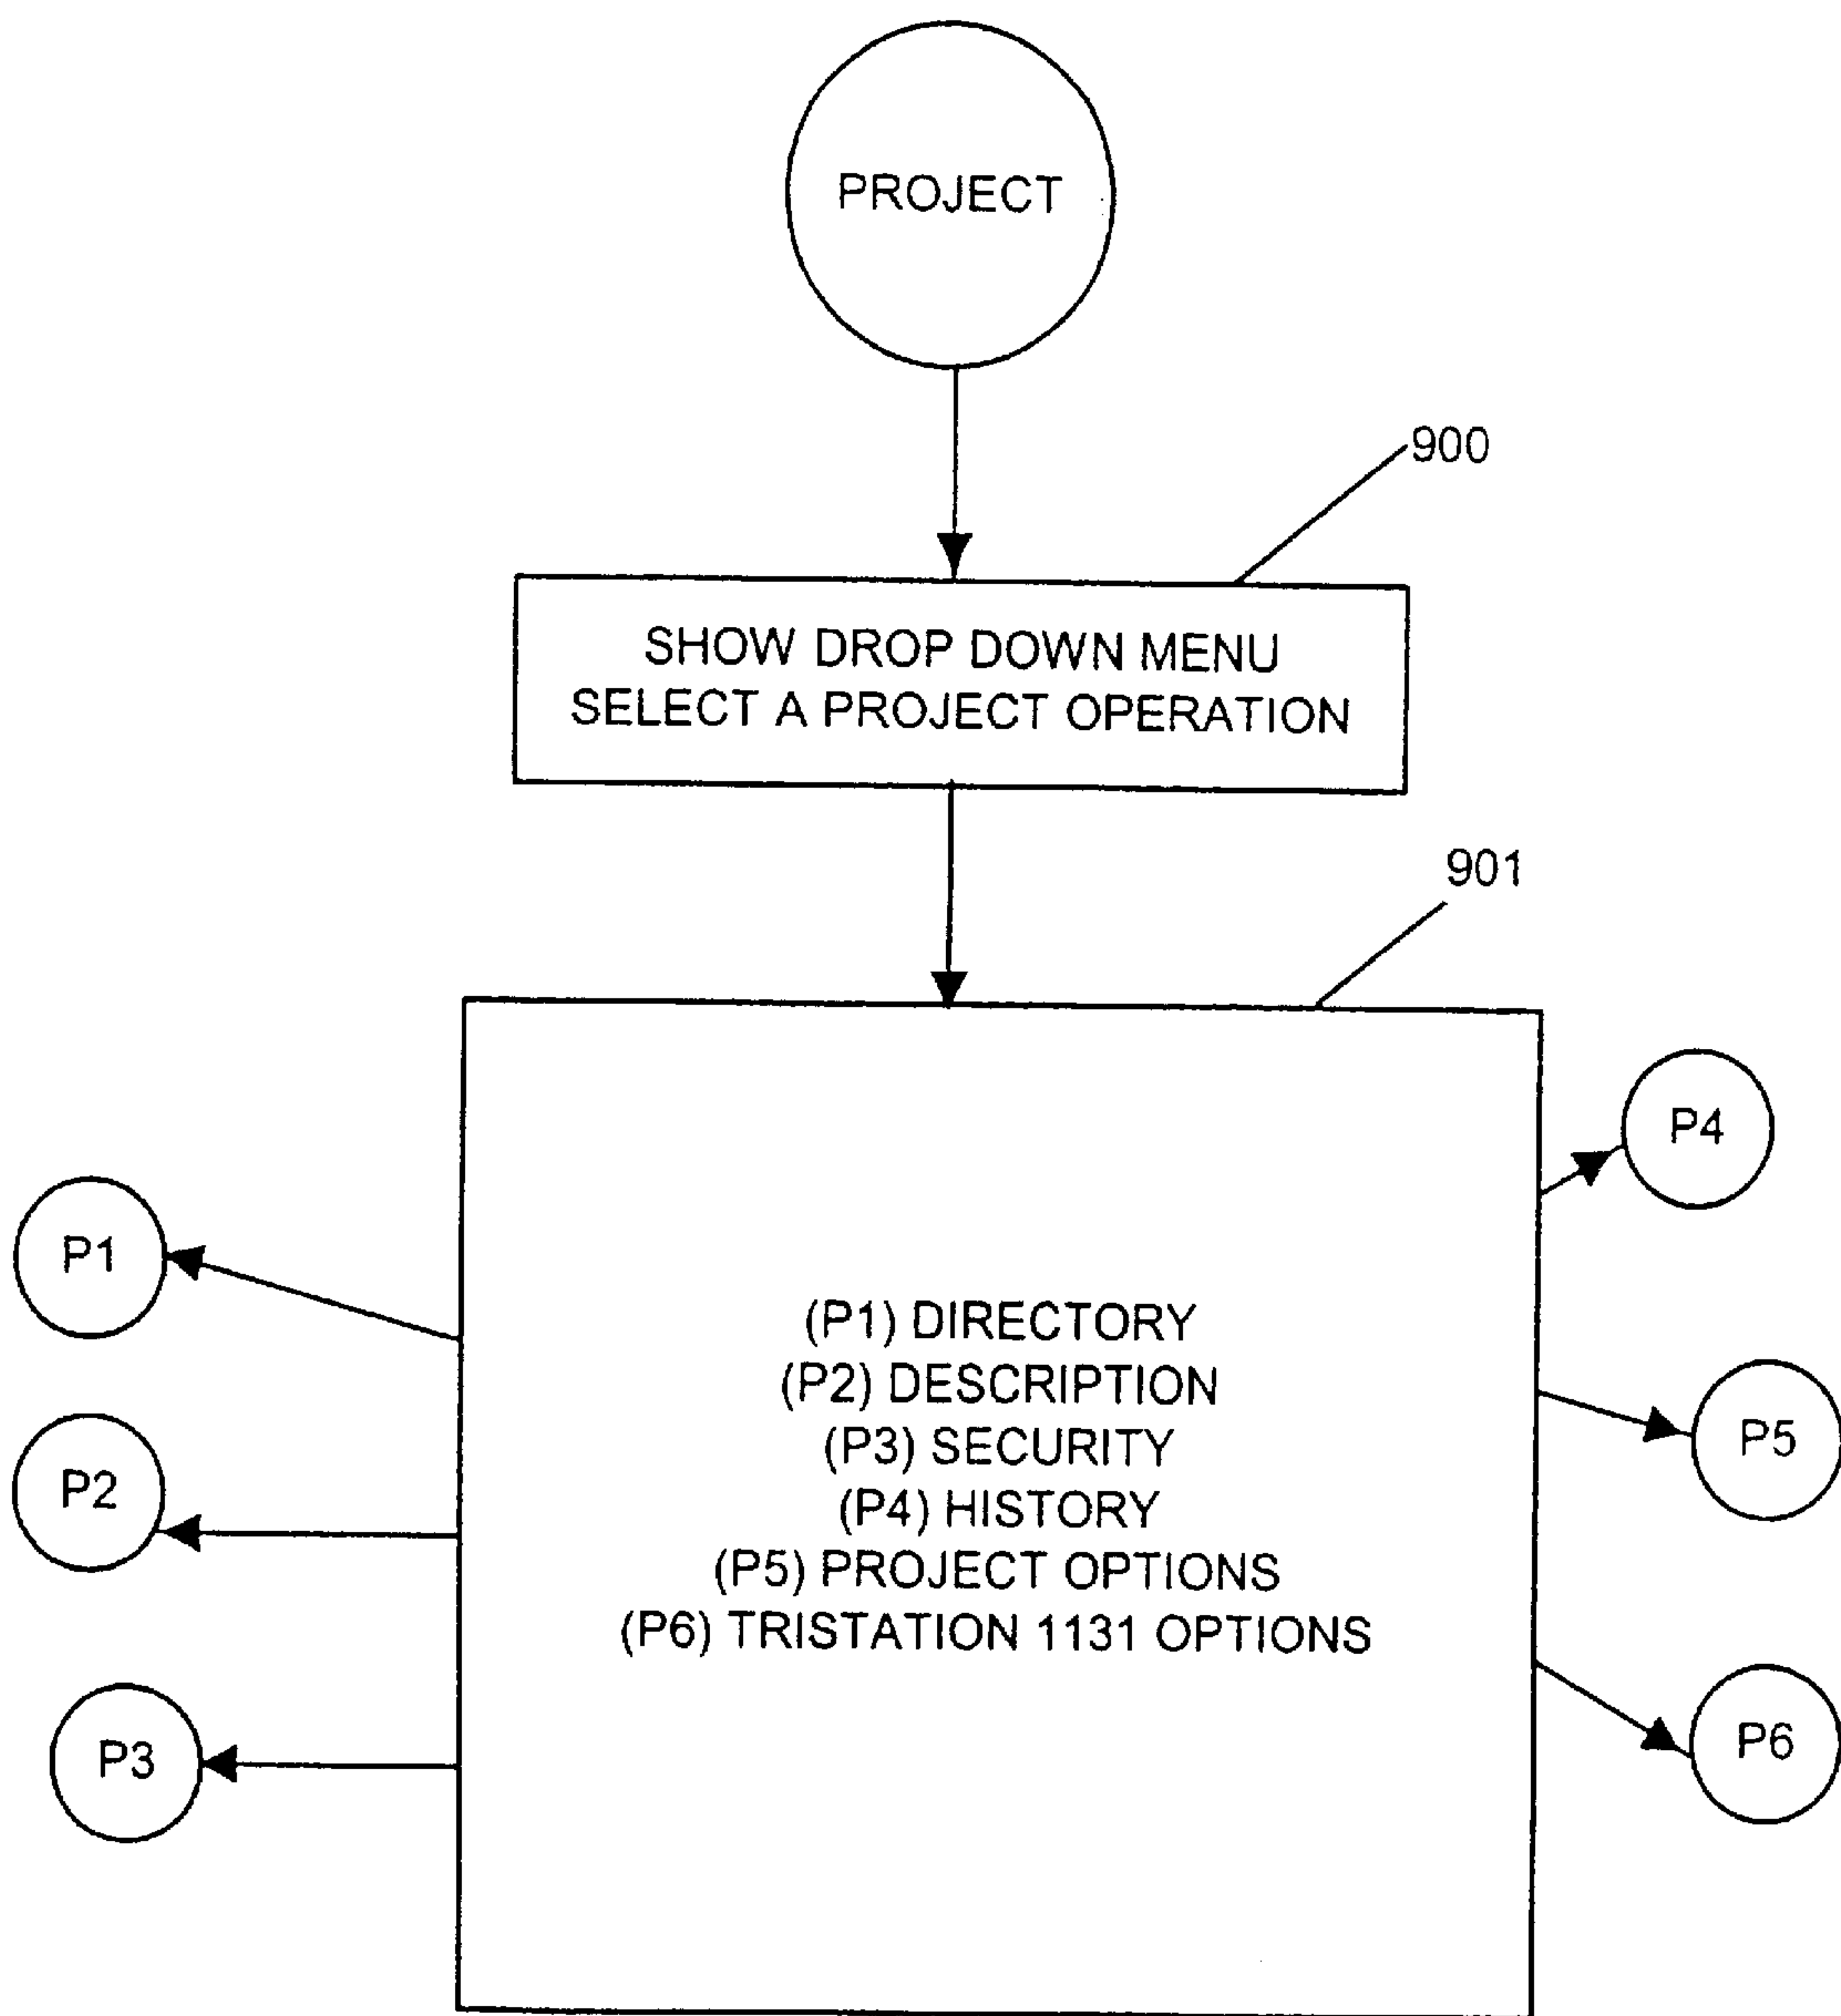 PROJECT
900
SHOW DROP DOWN MENU
SELECT A PROJECT OPERATION
901
P4
P1
(P1) DIRECTORY
(P2) DESCRIPTION
(P3) SECURITY
(P4) HISTORY
(P5) PROJECT OPTIONS
(P6) TRISTATION 1131 OPTIONS
P5
P2
P6
P3